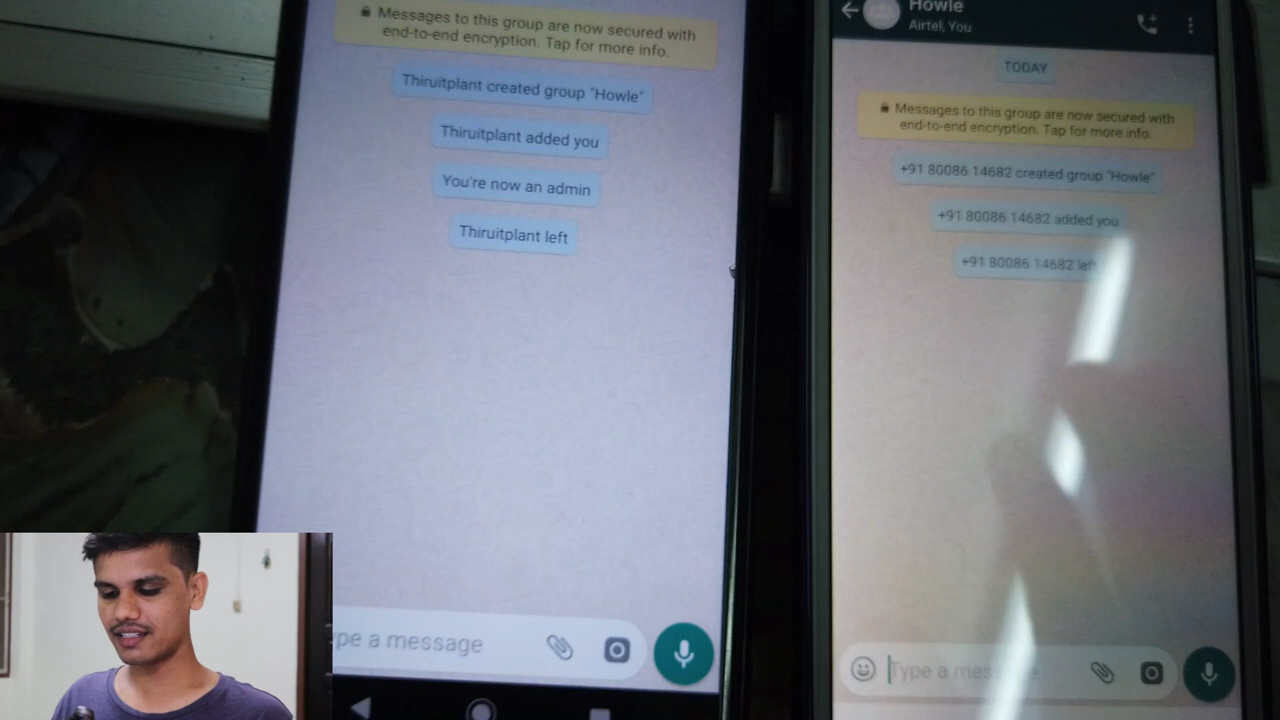 Messages to this group are now secured with
end-to-end encryption. Tap for more info.
Thiruitplant created group "Howle"
Thiruitplant added you
You're now an admin
Thiruitplant left
pe a message
Howle
Airtel, You
TODAY
Messages to this group are now secured with
end-to-end encryption. Tap for more info.
+91 80086 14682 created group "Howle"
+91 80086 14682 added you
+91 80086 14682 left
Type a mess